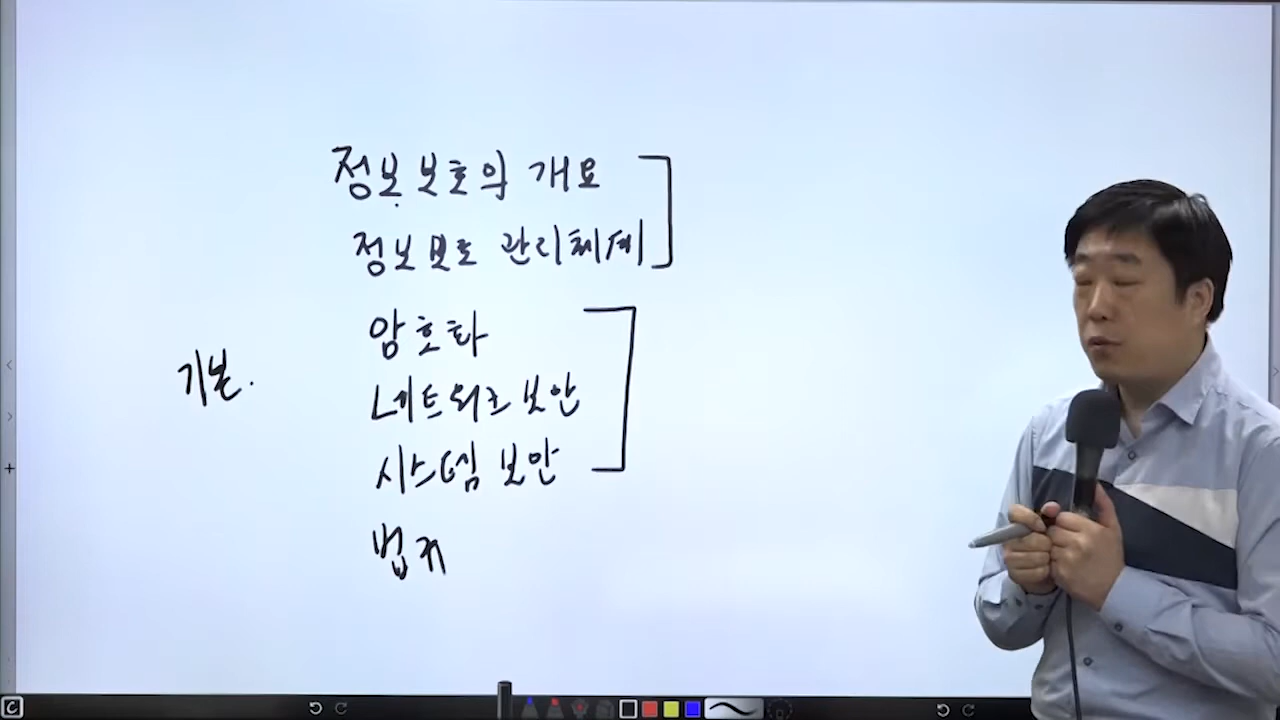 정보보호의 개요
정보보호 관리체계
암호화
기본.
네트워크 보안
시스템 보안
법규